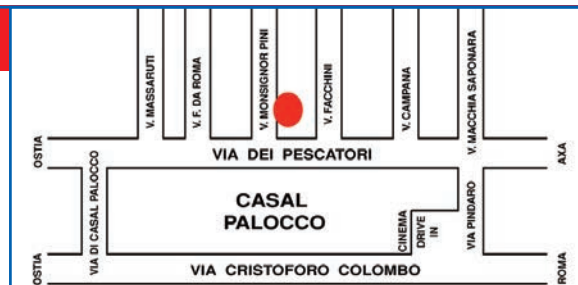 V. MASSARUTI
V. F. DA ROMA
V. MONSIGNOR PINI
V. FACCHINI
V. CAMPANA
V. MACCHIA SAPONARA
OSTIA
VIA DEI PESCATORI
AXA
VIA DI CASAL PALOCCO
CASAL
PALOCCO
CINEMA
DRIVE
IN
VIA PINDARO
OSTIA
VIA CRISTOFORO COLOMBO
ROMA